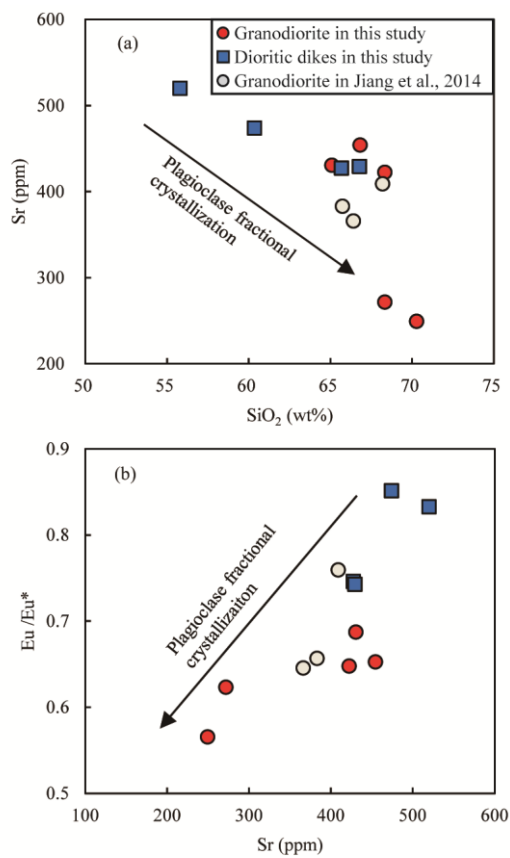 (a)
Granodiorite in this study
Dioritic dikes in this study
Granodiorite in Jiang et al., 2014
600
500
400
300
200
Sr (ppm)
Plagioclase fractional
crystallization
50 55 60 65 70 75
SiO₂ (wt%)
(b)
0.9
0.8
0.7
0.6
0.5
Eu /Eu*
Plagioclase fractional
crystallizaiton
100 200 300 400 500 600
Sr (ppm)